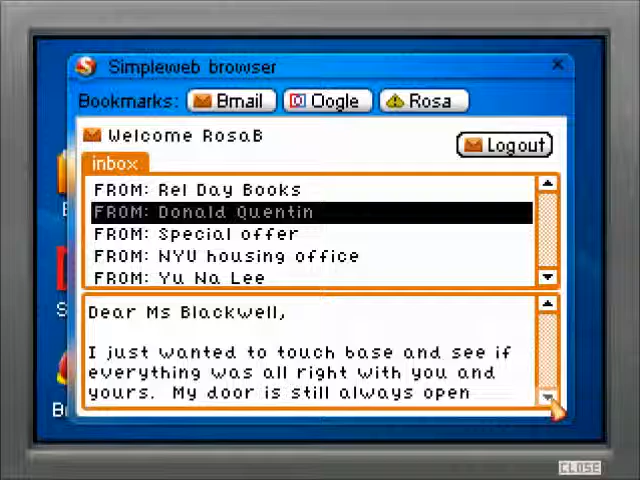 Simpleweb browser
Bookmarks: Bmail Oogle Rosa
Welcome RosaB
Logout
inbox
FROM: Rel Day Books
FROM: Donald Quentin
FROM: Special offer
FROM: NYU housing office
FROM: Yu Na Lee
Dear Ms Blackwell,
I just wanted to touch base and see if
everything was all right with you and
yours. My door is still always open
CLOSE